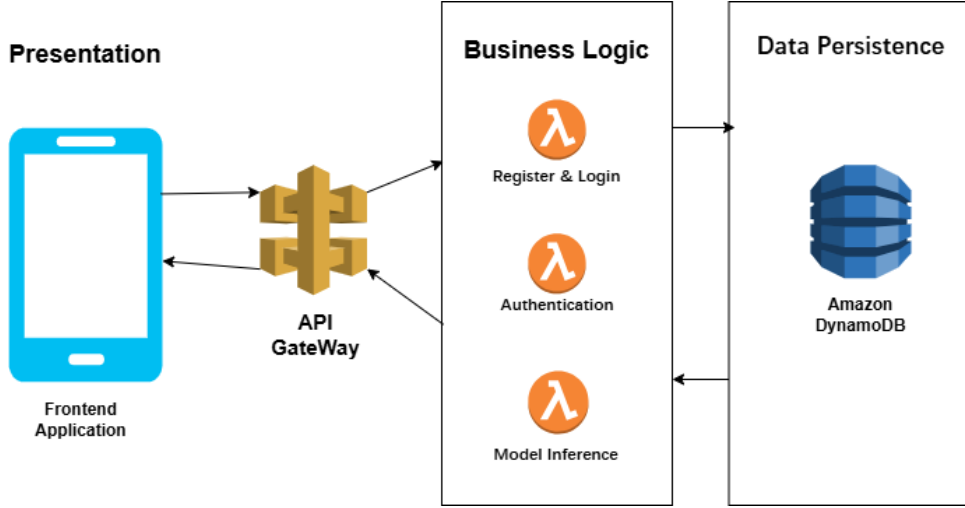 Presentation
Frontend
Application
API
GateWay
Business Logic
Register & Login
Authentication
Model Inference
Data Persistence
Amazon
DynamoDB